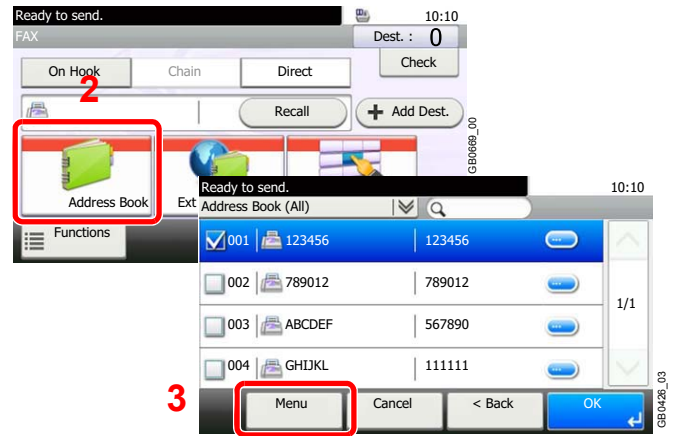 Ready to send.
10:10
FAX
Dest. : 0
On Hook
Chain
Direct
Check
2
Recall
+ Add Dest.
Address Book
Ext
Functions
GB0669_00
Ready to send.
10:10
Address Book (All)
001 123456 123456
002 789012 789012
003 ABCDEF 567890
004 GHIJKL 111111
1/1
3
Menu
Cancel
< Back
OK
GB0426_03